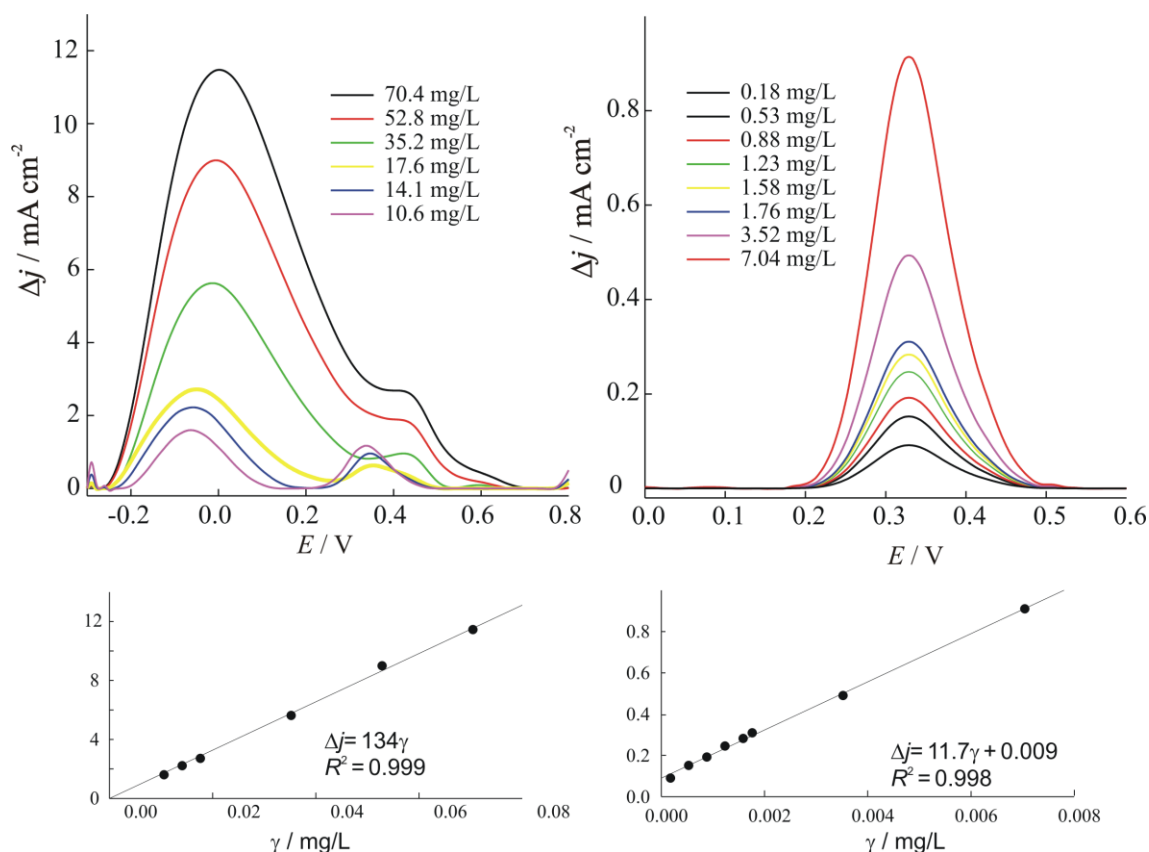 12
10
8
6
4
2
0
Δj / mA cm⁻²
70.4 mg/L
52.8 mg/L
35.2 mg/L
17.6 mg/L
14.1 mg/L
10.6 mg/L
-0.2
0.0
0.2
0.4
0.6
0.8
E / V
0.8
0.6
0.4
0.2
0
Δj / mA cm⁻²
0.18 mg/L
0.53 mg/L
0.88 mg/L
1.23 mg/L
1.58 mg/L
1.76 mg/L
3.52 mg/L
7.04 mg/L
0.0
0.1
0.2
0.3
0.4
0.5
0.6
E / V
12
8
4
0
Δj= 134γ
R² = 0.999
0.00
0.02
0.04
0.06
0.08
γ / mg/L
0.8
0.6
0.4
0.2
0.0
Δj= 11.7γ + 0.009
R² = 0.998
0.000
0.002
0.004
0.006
0.008
γ / mg/L